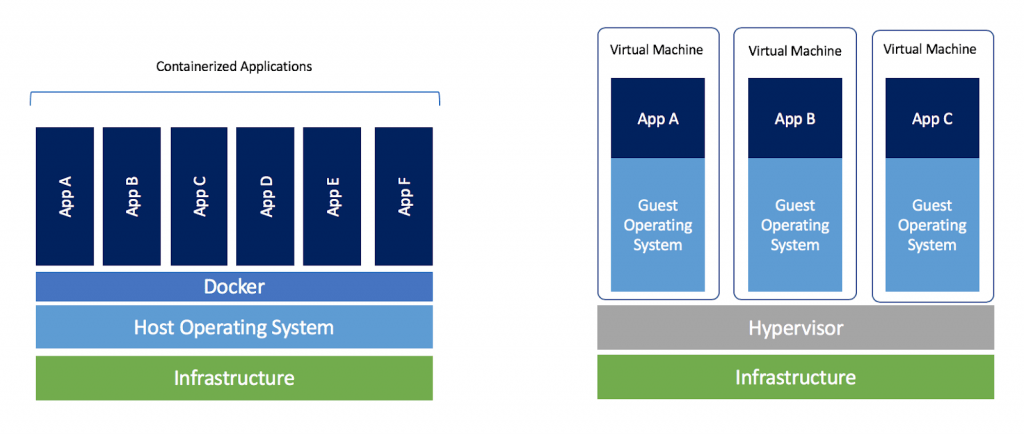 Containerized Applications
App A
App B
App C
App D
App E
App F
Docker
Host Operating System
Infrastructure
Virtual Machine
App A
Guest
Operating
System
Virtual Machine
App B
Guest
Operating
System
Virtual Machine
App C
Guest
Operating
System
Hypervisor
Infrastructure